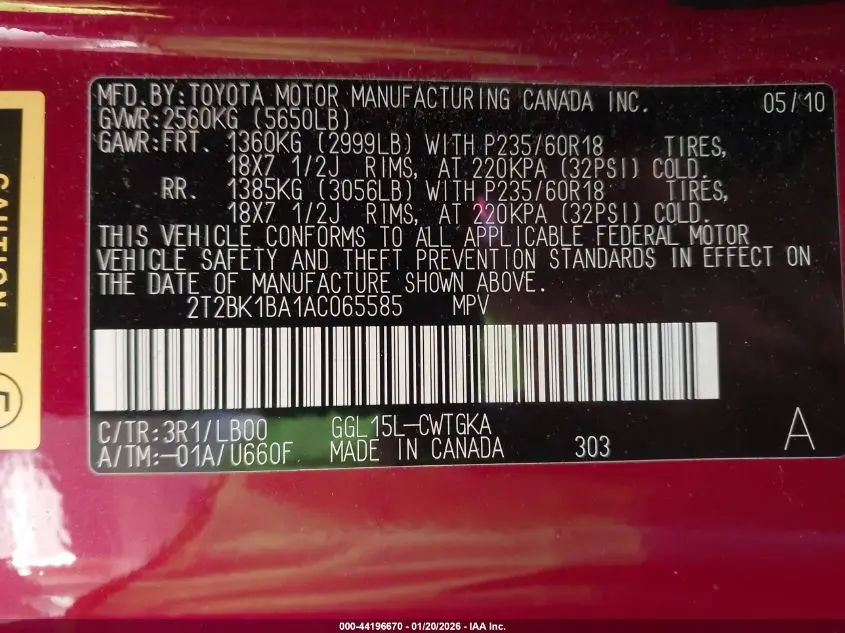 MFD.BY:TOYOTA MOTOR MANUFACTURING CANADA INC. 05/10
GVWR:2560KG (5650LB)
GAWR:FRT. 1360KG (2999LB) WITH P235/60R18 TIRES,
18X7 1/2J RIMS, AT 220KPA (32PSI) COLD.
RR. 1385KG (3056LB) WITH P235/60R18 TIRES,
18X7 1/2J RIMS, AT 220KPA (32PSI) COLD.
THIS VEHICLE CONFORMS TO ALL APPLICABLE FEDERAL MOTOR
VEHICLE SAFETY AND THEFT PREVENTION STANDARDS IN EFFECT ON
THE DATE OF MANUFACTURE SHOWN ABOVE.
2T2BK1BA1AC065585 MPV
C/TR:3R1/LB00 GGL15L-CWTGKA
A/TM:-01A/U660F MADE IN CANADA 303 A
CAUTION
000-44196670 - 01/20/2026 - IAA Inc.